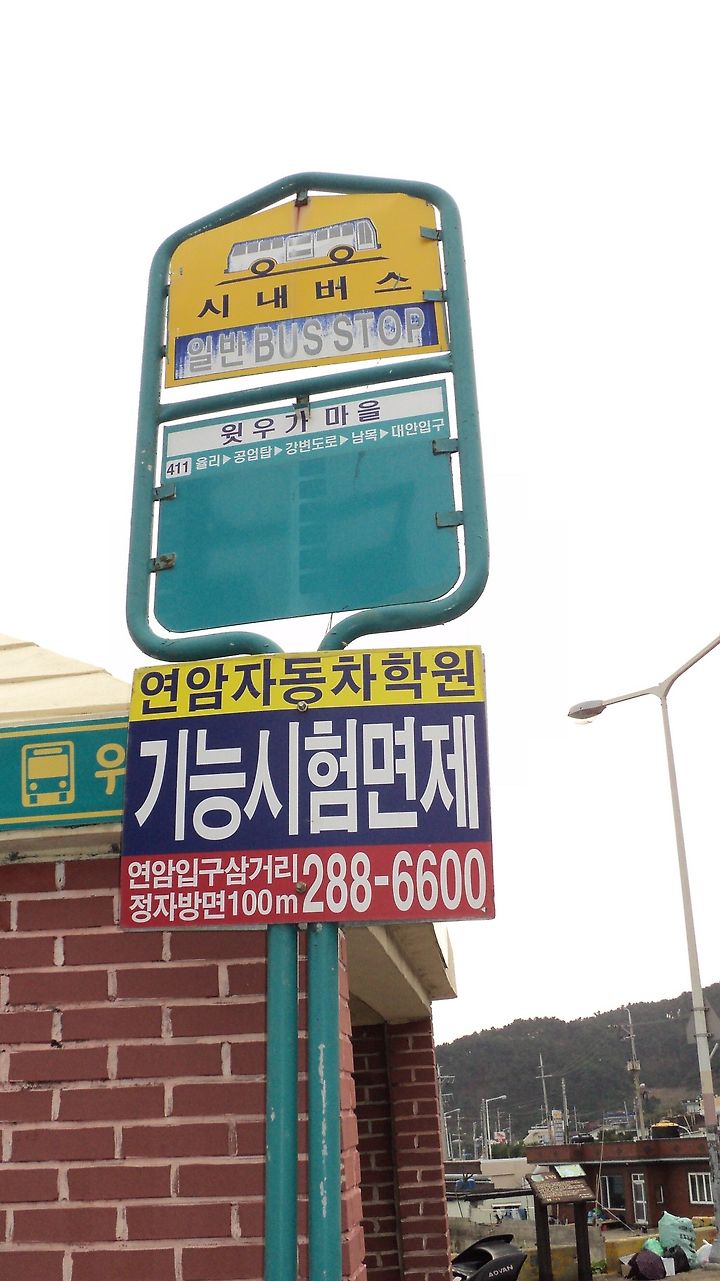 시내버스
일반 BUS STOP
윗우가마을
411 율리▶공업탑▶강변도로▶남목▶대안입구
연암자동차학원
기능시험면제
연암입구삼거리
정자방면100m 288-6600
우
ADVAN